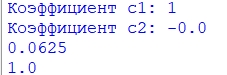 Коэффициент c1: 1
Коэффициент c2: -0.0
0.0625
1.0